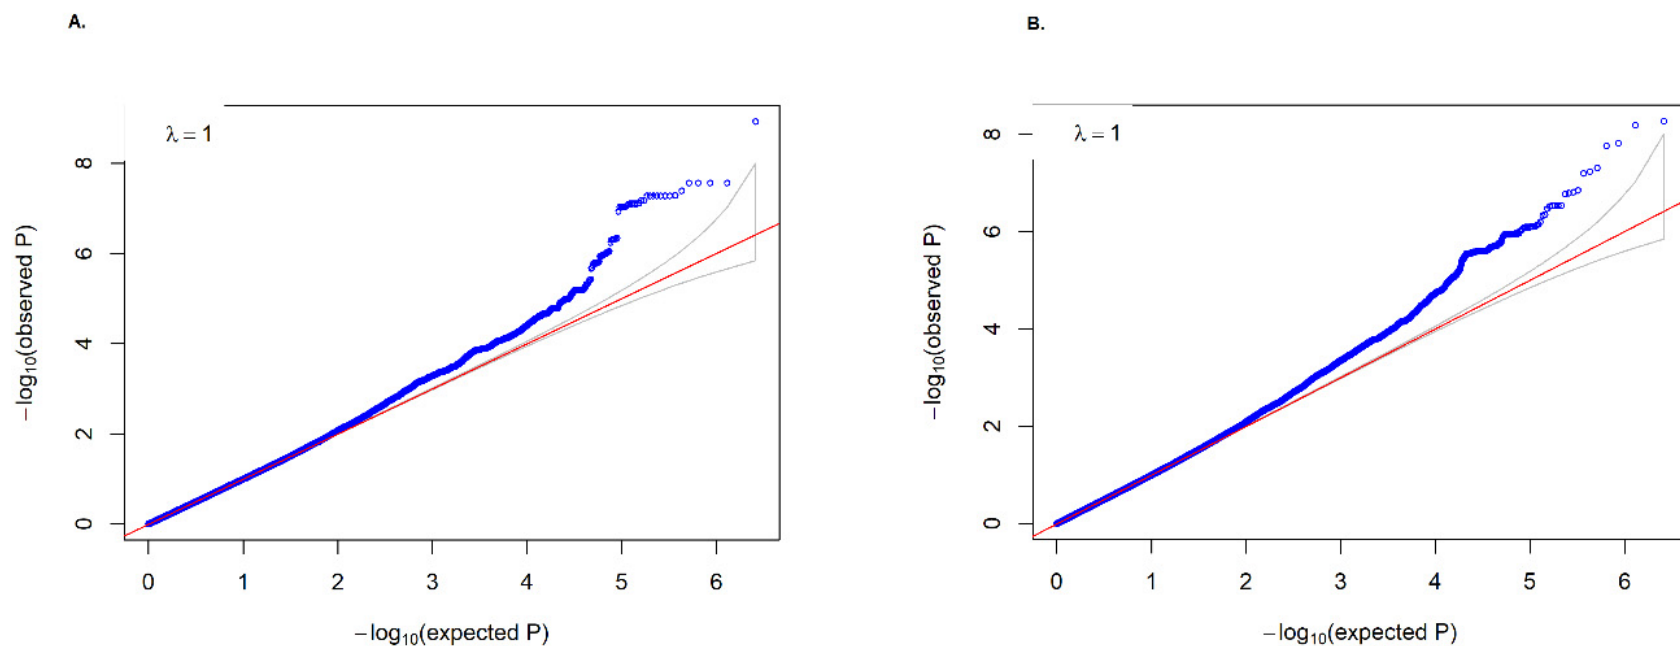 A.
λ = 1
8
6
4
2
0
−log10(observed P)
0 1 2 3 4 5 6
−log10(expected P)
B.
λ = 1
8
6
4
2
0
−log10(observed P)
0 1 2 3 4 5 6
−log10(expected P)